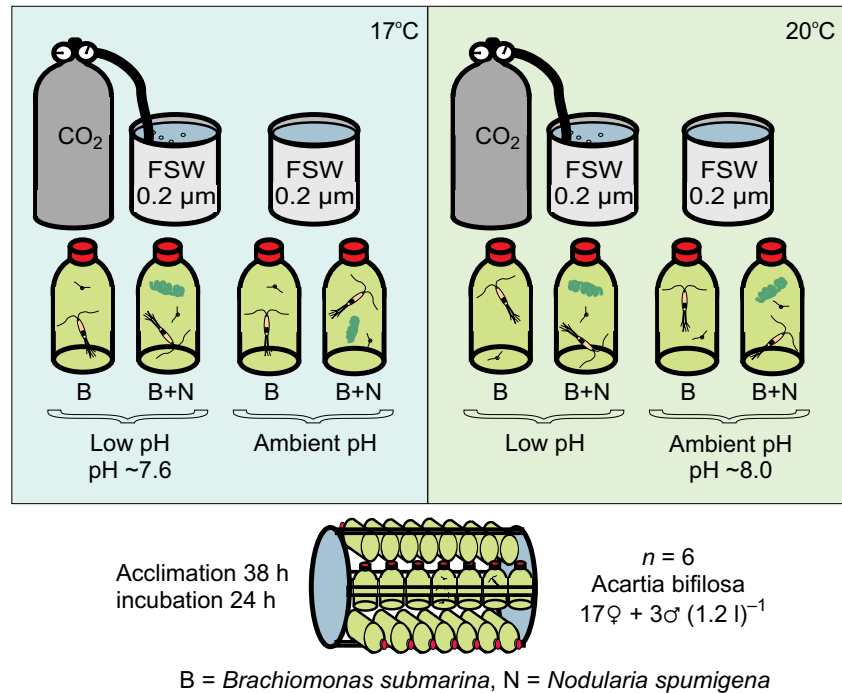 17°C
CO₂
FSW
0.2 µm
FSW
0.2 µm
B
B+N
B
B+N
Low pH
pH ~7.6
Ambient pH
20°C
CO₂
FSW
0.2 µm
FSW
0.2 µm
B
B+N
B
B+N
Low pH
Ambient pH
pH ~8.0
Acclimation 38 h
incubation 24 h
n = 6
Acartia bifilosa
17♀ + 3♂ (1.2 l)⁻¹
B = Brachiomonas submarina, N = Nodularia spumigena